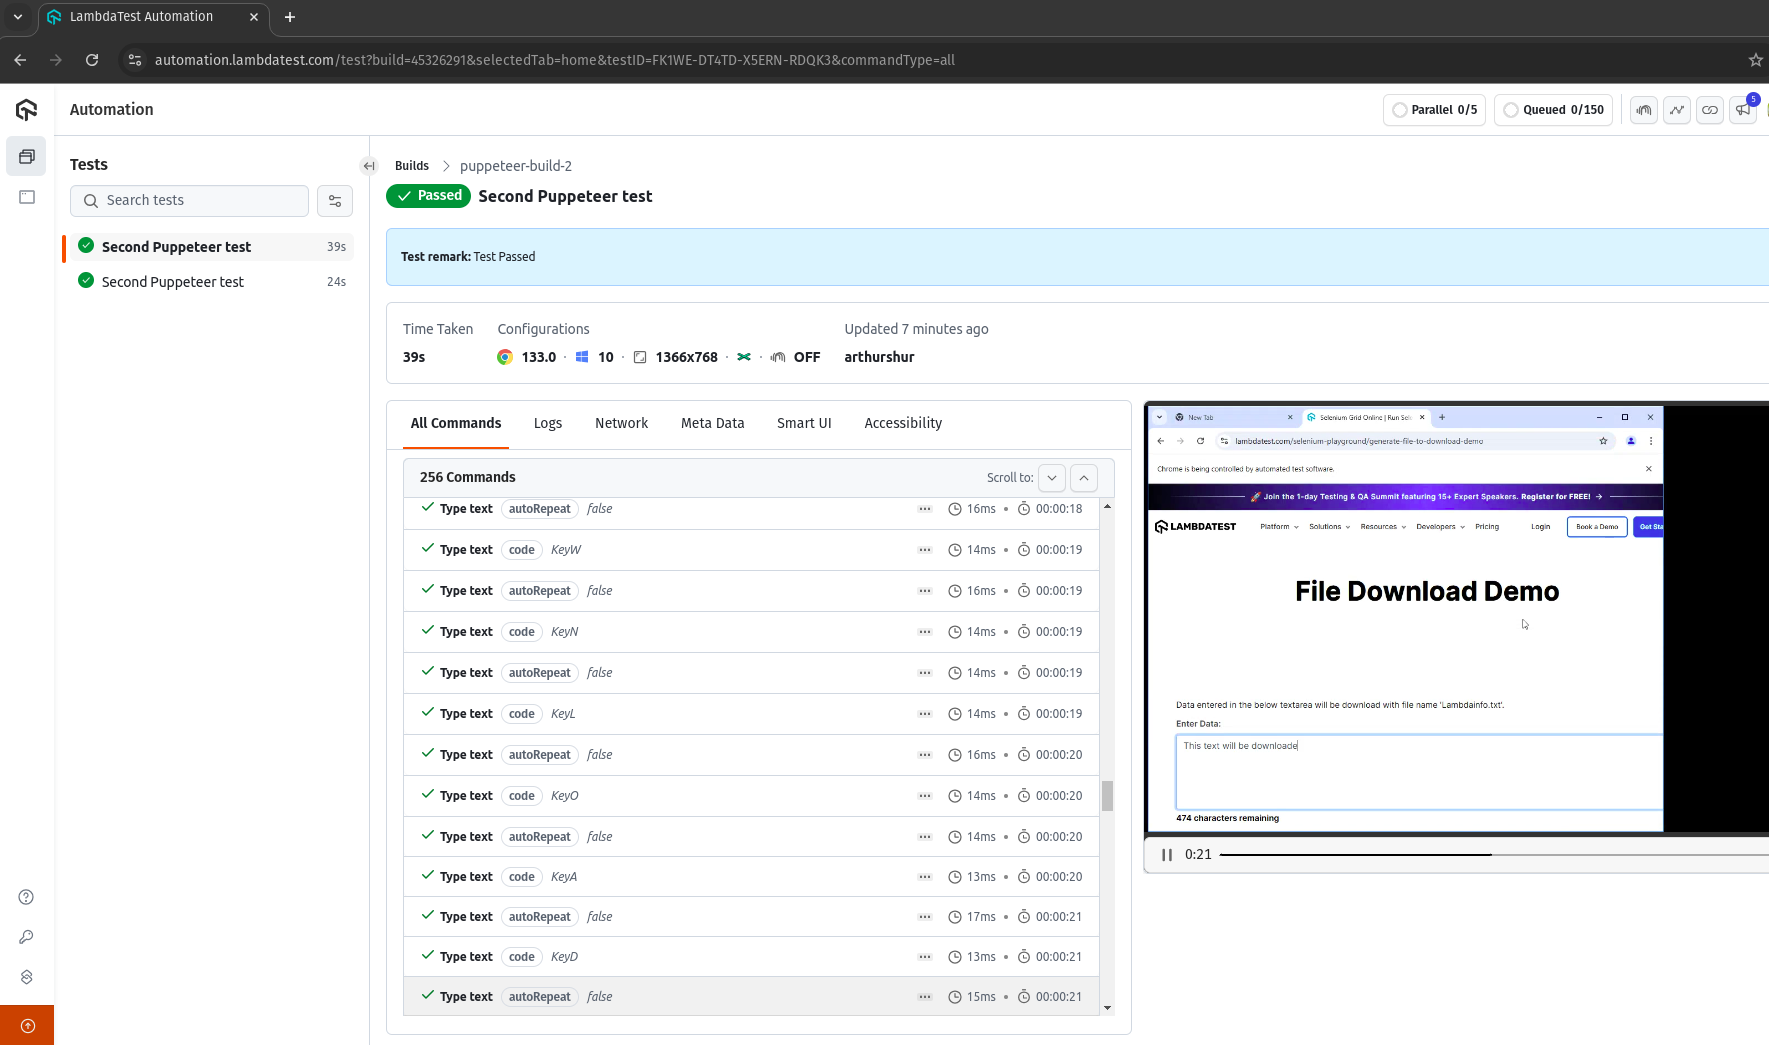 LambdaTest Automation
automation.lambdatest.com/test?build=45326291&selectedTab=home&testID=FK1WE-DT4TD-X5ERN-RDQK3&commandType=all
Automation
Parallel 0/5
Queued 0/150
5
Tests
Search tests
Second Puppeteer test 39s
Second Puppeteer test 24s
Builds > puppeteer-build-2
Passed Second Puppeteer test
Test remark: Test Passed
Time Taken Configurations Updated 7 minutes ago
39s 133.0 · 10 · 1366x768 · · OFF arthurshur
All Commands Logs Network Meta Data Smart UI Accessibility
256 Commands Scroll to:
Type text autoRepeat false ··· 16ms • 00:00:18
Type text code KeyW ··· 14ms • 00:00:19
Type text autoRepeat false ··· 16ms • 00:00:19
Type text code KeyN ··· 14ms • 00:00:19
Type text autoRepeat false ··· 14ms • 00:00:19
Type text code KeyL ··· 14ms • 00:00:19
Type text autoRepeat false ··· 16ms • 00:00:20
Type text code KeyO ··· 14ms • 00:00:20
Type text autoRepeat false ··· 14ms • 00:00:20
Type text code KeyA ··· 13ms • 00:00:20
Type text autoRepeat false ··· 17ms • 00:00:21
Type text code KeyD ··· 13ms • 00:00:21
Type text autoRepeat false ··· 15ms • 00:00:21
New Tab
Selenium Grid Online | Run Sele
lambdatest.com/selenium-playground/generate-file-to-download-demo
Chrome is being controlled by automated test software.
🚀 Join the 1-day Testing & QA Summit featuring 15+ Expert Speakers. Register for FREE! →
LAMBDATEST Platform Solutions Resources Developers Pricing Login Book a Demo Get Sta
File Download Demo
Data entered in the below textarea will be download with file name 'Lambdainfo.txt'.
Enter Data:
This text will be downloade
474 characters remaining
0:21